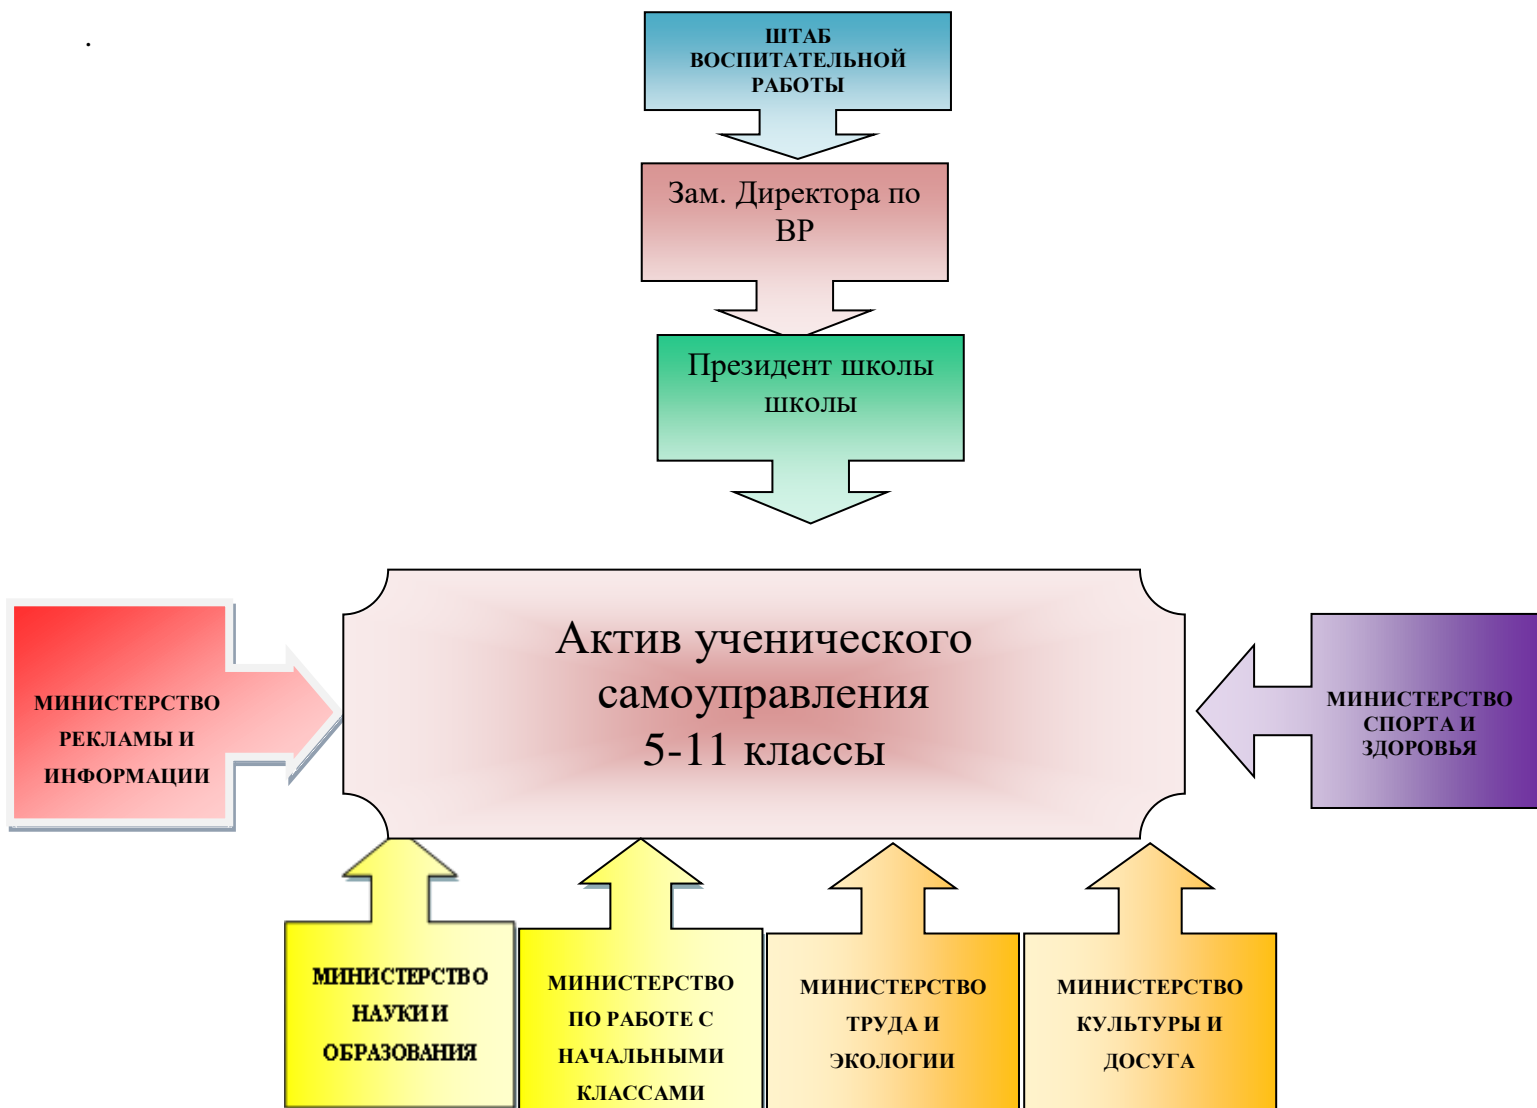 .
ШТАБ
ВОСПИТАТЕЛЬНОЙ
РАБОТЫ
Зам. Директора по
ВР
Президент школы
школы
Актив ученического
самоуправления
5-11 классы
МИНИСТЕРСТВО
РЕКЛАМЫ И
ИНФОРМАЦИИ
МИНИСТЕРСТВО
СПОРТА И
ЗДОРОВЬЯ
МИНИСТЕРСТВО
НАУКИ И
ОБРАЗОВАНИЯ
МИНИСТЕРСТВО
ПО РАБОТЕ С
НАЧАЛЬНЫМИ
КЛАССАМИ
МИНИСТЕРСТВО
ТРУДА И
ЭКОЛОГИИ
МИНИСТЕРСТВО
КУЛЬТУРЫ И
ДОСУГА